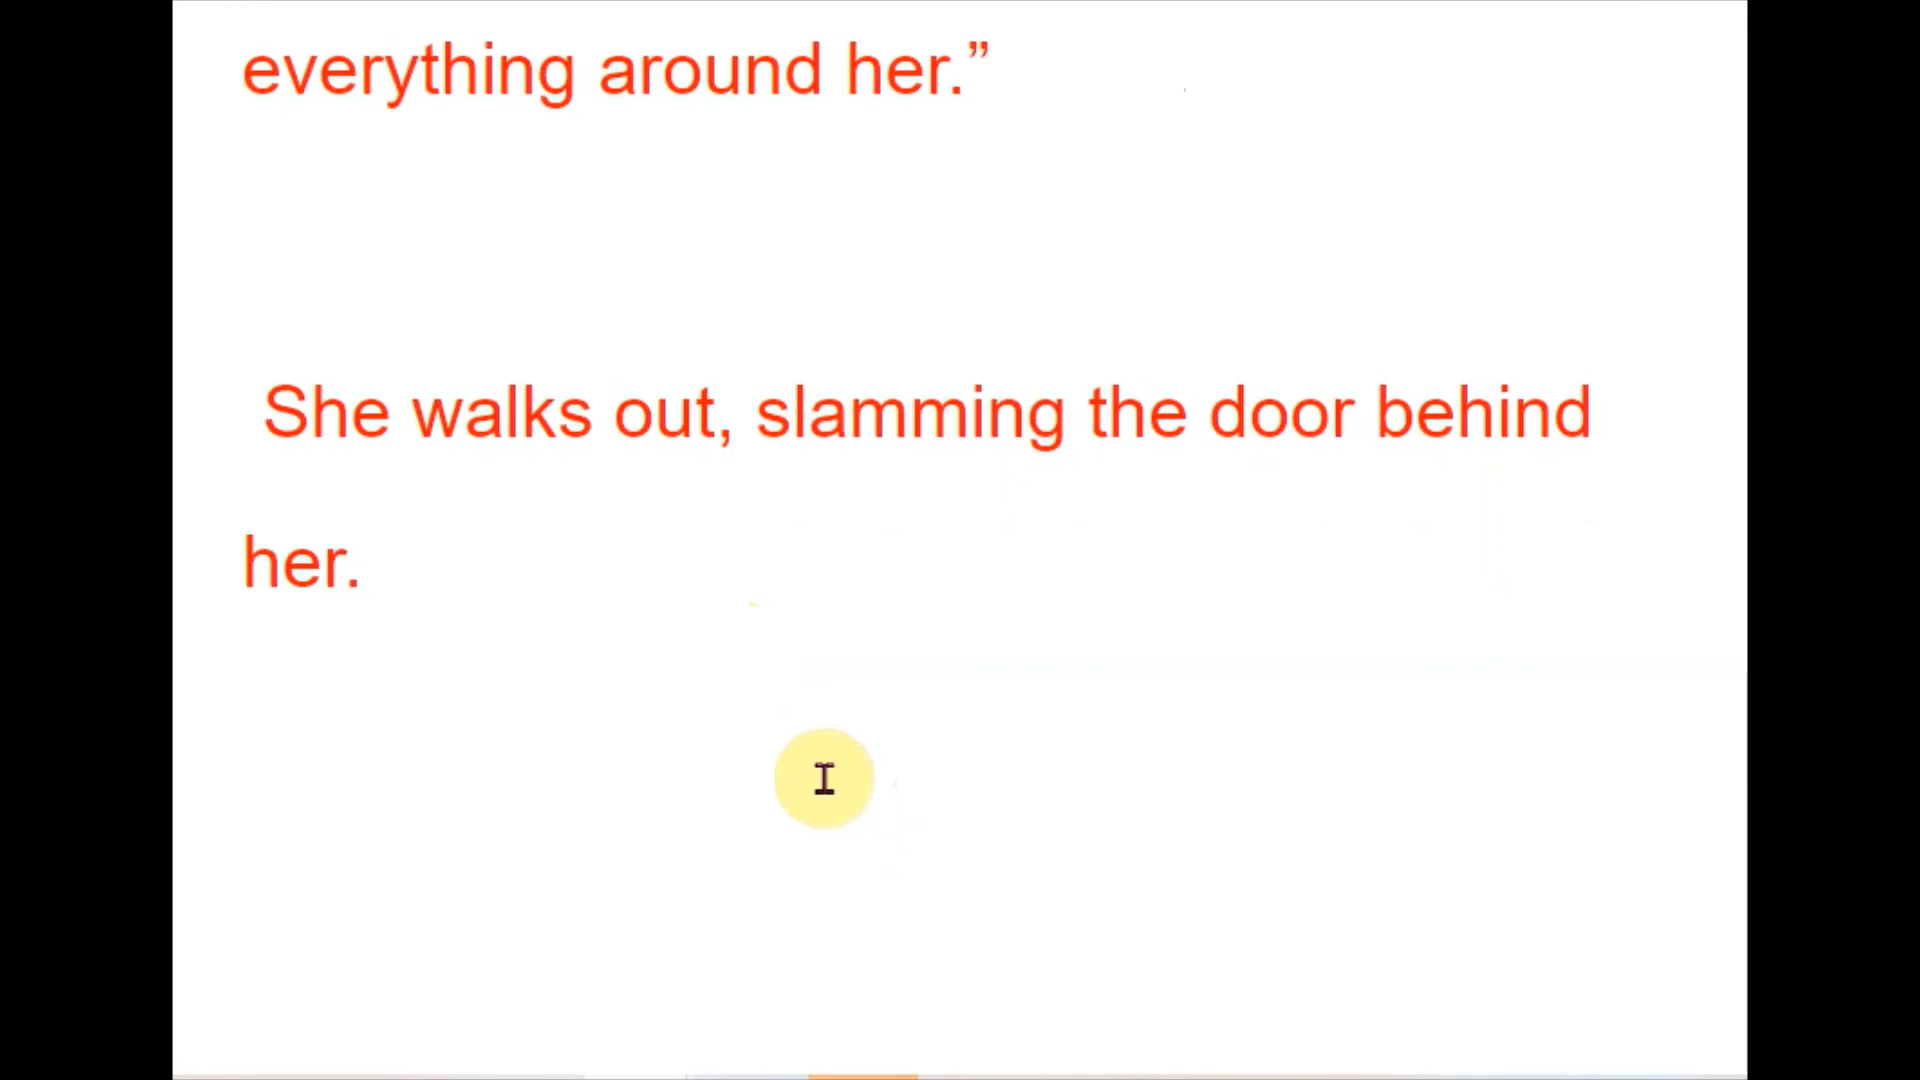 everything around her.”
She walks out, slamming the door behind
her.